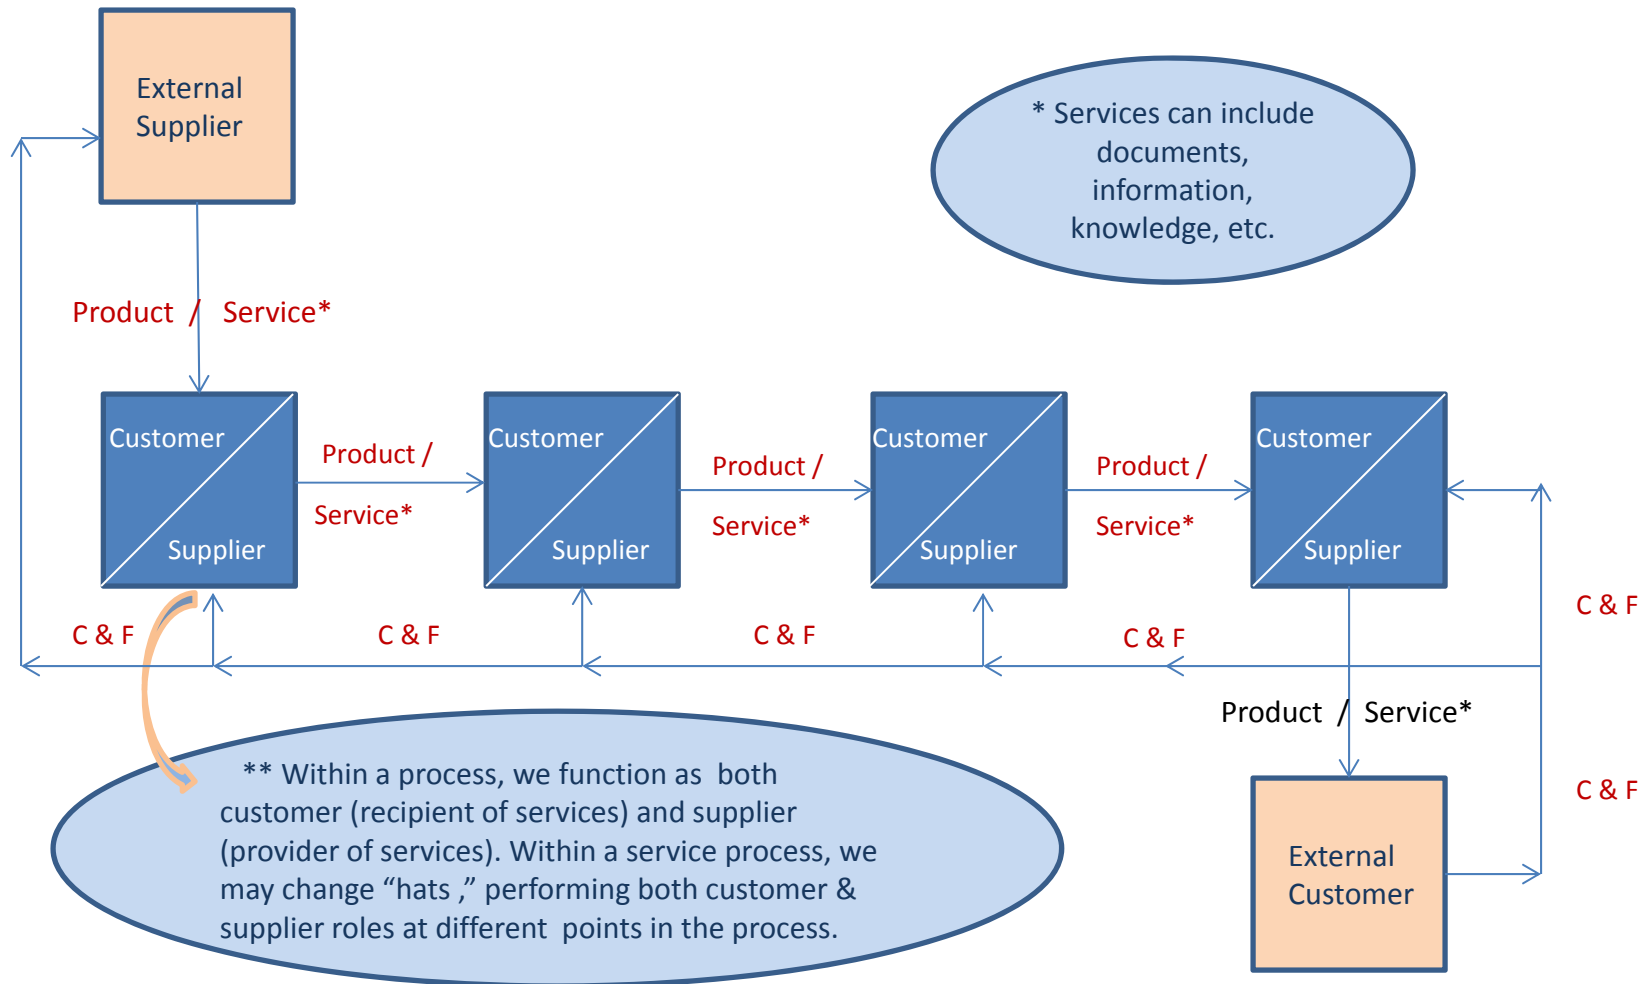 External
Supplier
* Services can include
documents,
information,
knowledge, etc.
Product / Service*
Customer
Supplier
Product /
Service*
Customer
Supplier
Product /
Service*
Customer
Supplier
Product /
Service*
Customer
Supplier
C & F
C & F
C & F
C & F
C & F
Product / Service*
C & F
** Within a process, we function as both
customer (recipient of services) and supplier
(provider of services). Within a service process, we
may change “hats ,” performing both customer &
supplier roles at different points in the process.
External
Customer